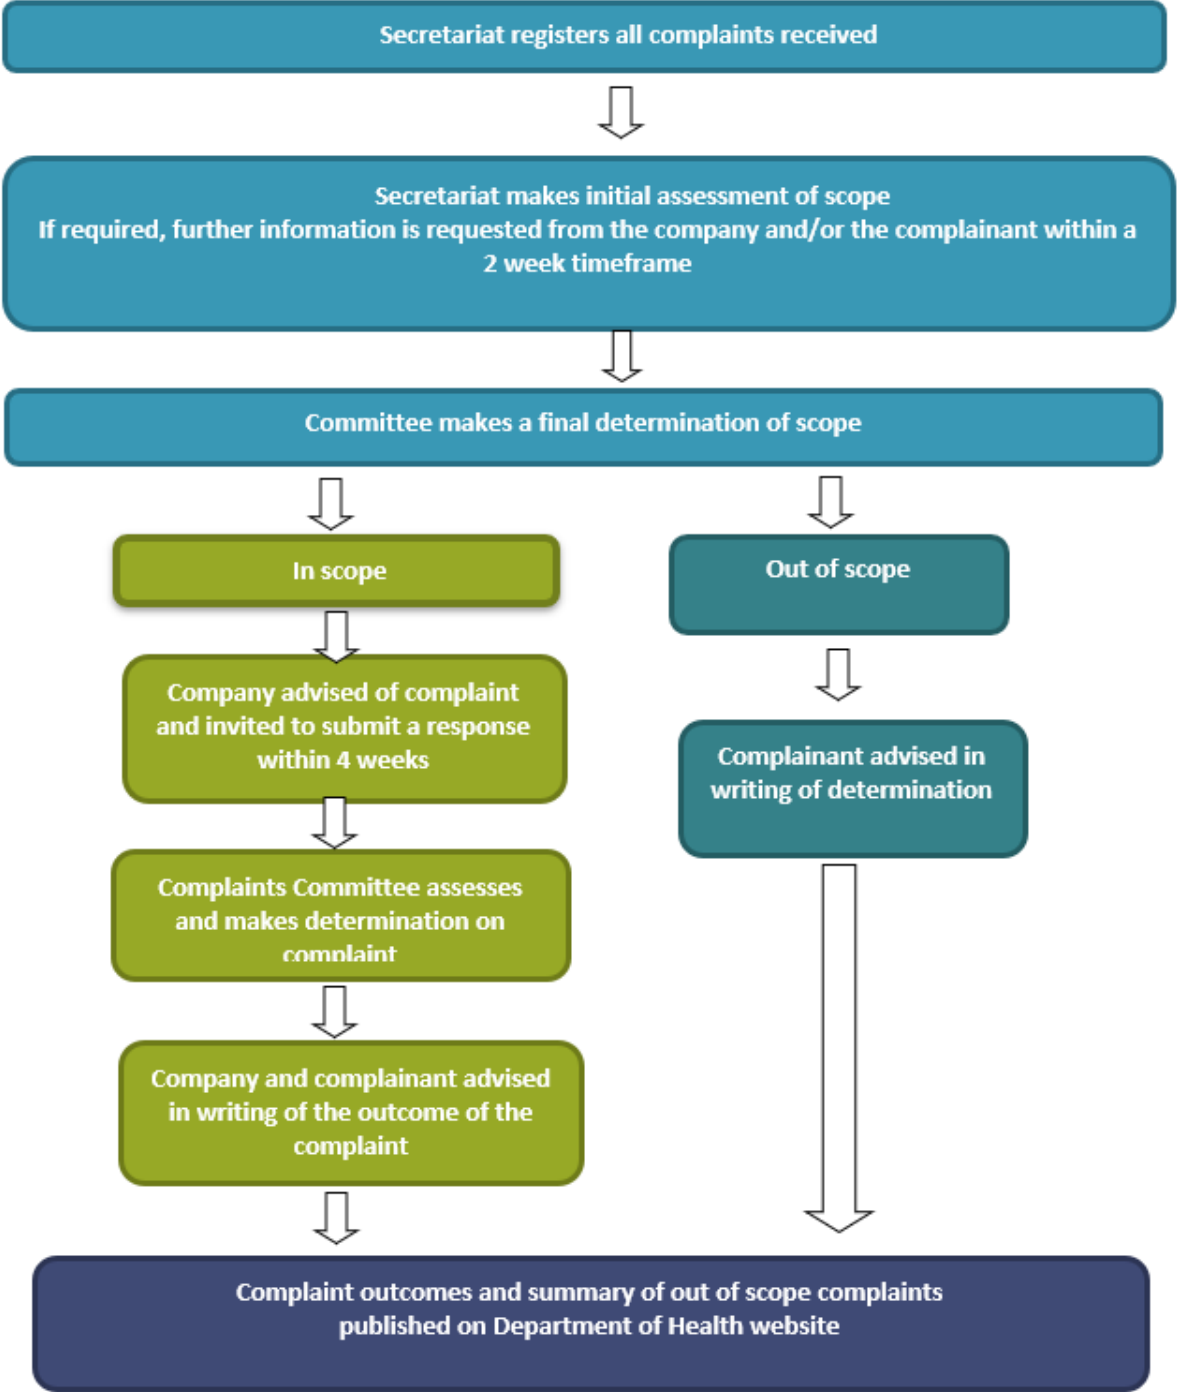 Secretariat registers all complaints received
Secretariat makes initial assessment of scope
If required, further information is requested from the company and/or the complainant within a
2 week timeframe
Committee makes a final determination of scope
In scope
Out of scope
Company advised of complaint
and invited to submit a response
within 4 weeks
Complainant advised in
writing of determination
Complaints Committee assesses
and makes determination on
complaint
Company and complainant advised
in writing of the outcome of the
complaint
Complaint outcomes and summary of out of scope complaints
published on Department of Health website